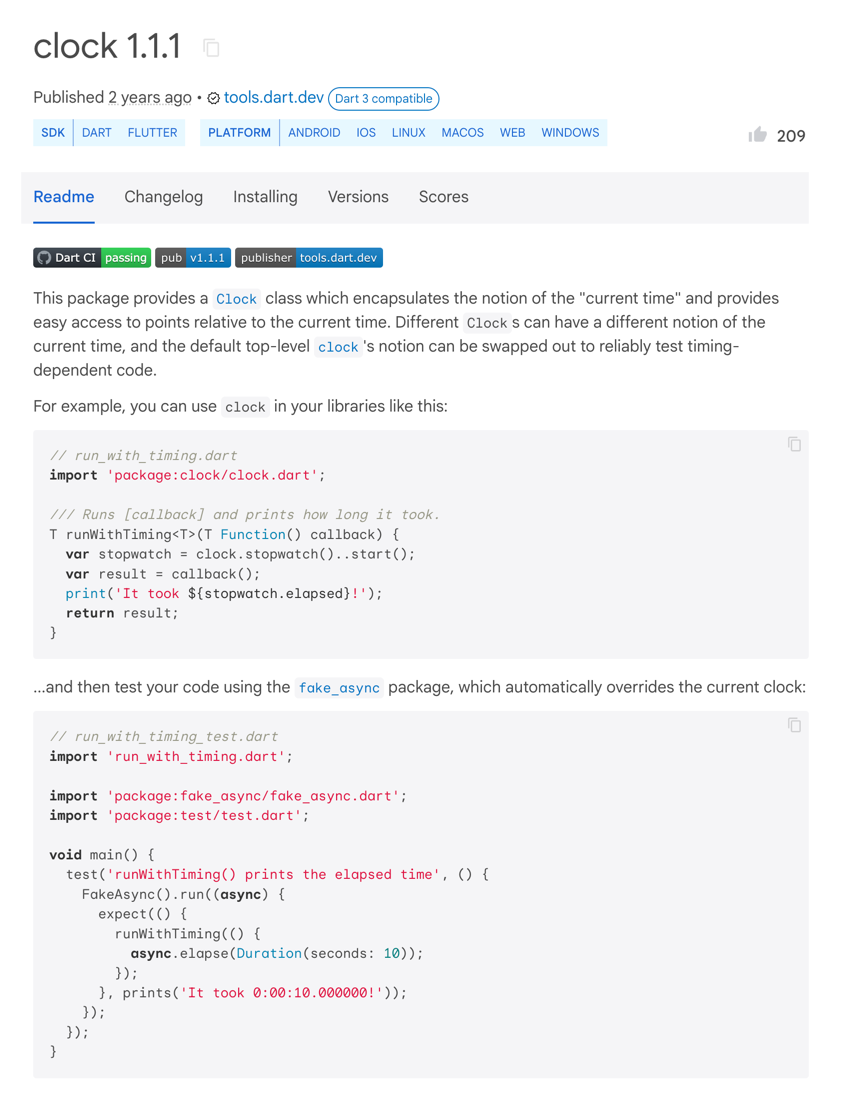 clock 1.1.1
Published 2 years ago • tools.dart.dev Dart 3 compatible
SDK DART FLUTTER PLATFORM ANDROID IOS LINUX MACOS WEB WINDOWS 209
Readme Changelog Installing Versions Scores
Dart CI passing pub v1.1.1 publisher tools.dart.dev
This package provides a Clock class which encapsulates the notion of the "current time" and provides
easy access to points relative to the current time. Different Clocks can have a different notion of the
current time, and the default top-level clock's notion can be swapped out to reliably test timing-
dependent code.
For example, you can use clock in your libraries like this:
// run_with_timing.dart
import 'package:clock/clock.dart';
/// Runs [callback] and prints how long it took.
T runWithTiming<T>(T Function() callback) {
  var stopwatch = clock.stopwatch()..start();
  var result = callback();
  print('It took ${stopwatch.elapsed}!');
  return result;
}
...and then test your code using the fake_async package, which automatically overrides the current clock:
// run_with_timing_test.dart
import 'run_with_timing.dart';
import 'package:fake_async/fake_async.dart';
import 'package:test/test.dart';
void main() {
  test('runWithTiming() prints the elapsed time', () {
    FakeAsync().run((async) {
      expect(() {
        runWithTiming(() {
          async.elapse(Duration(seconds: 10));
        });
      }, prints('It took 0:00:10.000000!'));
    });
  });
}